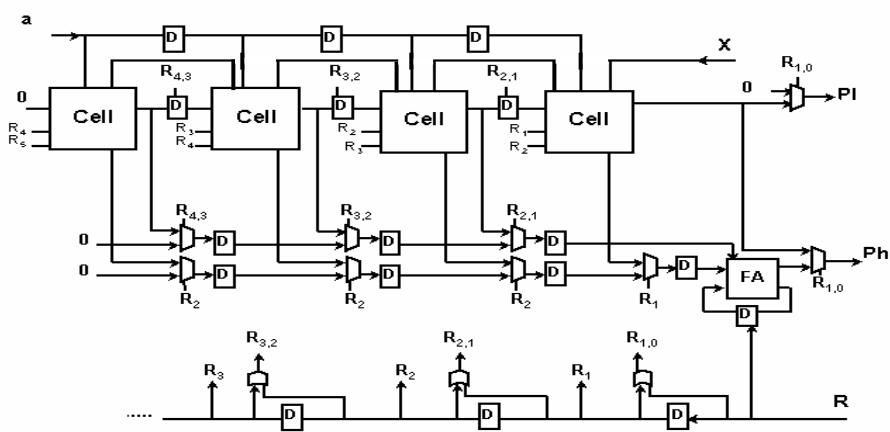 a D D D
X
R4,3 R3,2 R2,1 R1,0
0 Cell D Cell D Cell D Cell 0 Pl
R4 R3 R2 R1
R5 R4 R3 R2
R4,3 R3,2 R2,1
0 D D D Ph
0 D D D D FA
R2 R2 R2 R1 R1,0
D
R3,2 R2,1 R1,0
R3 R2 R1
..... D D D R